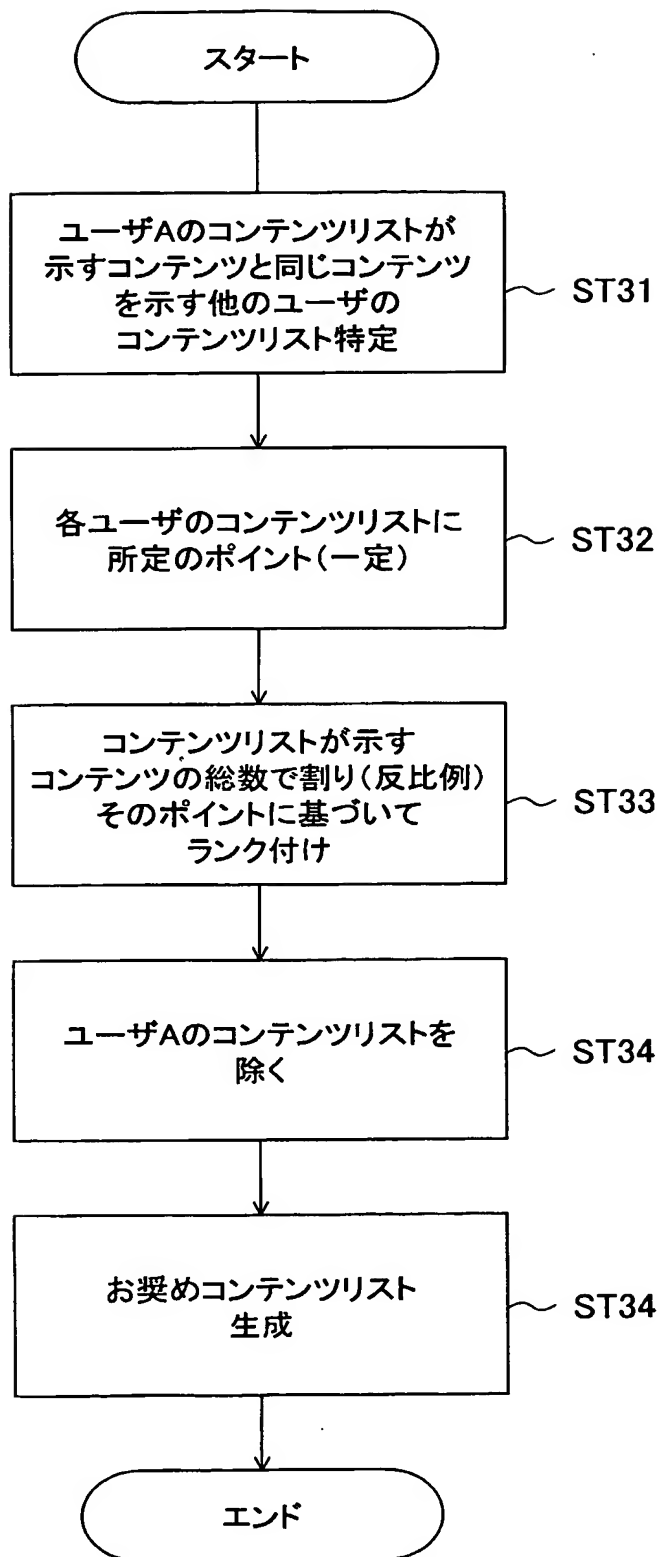 スタート
ユーザAのコンテンツリストが
示すコンテンツと同じコンテンツ
を示す他のユーザの
コンテンツリスト特定
ST31
各ユーザのコンテンツリストに
所定のポイント(一定)
ST32
コンテンツリストが示す
コンテンツの総数で割り(反比例)
そのポイントに基づいて
ランク付け
ST33
ユーザAのコンテンツリストを
除く
ST34
お奨めコンテンツリスト
生成
ST34
エンド